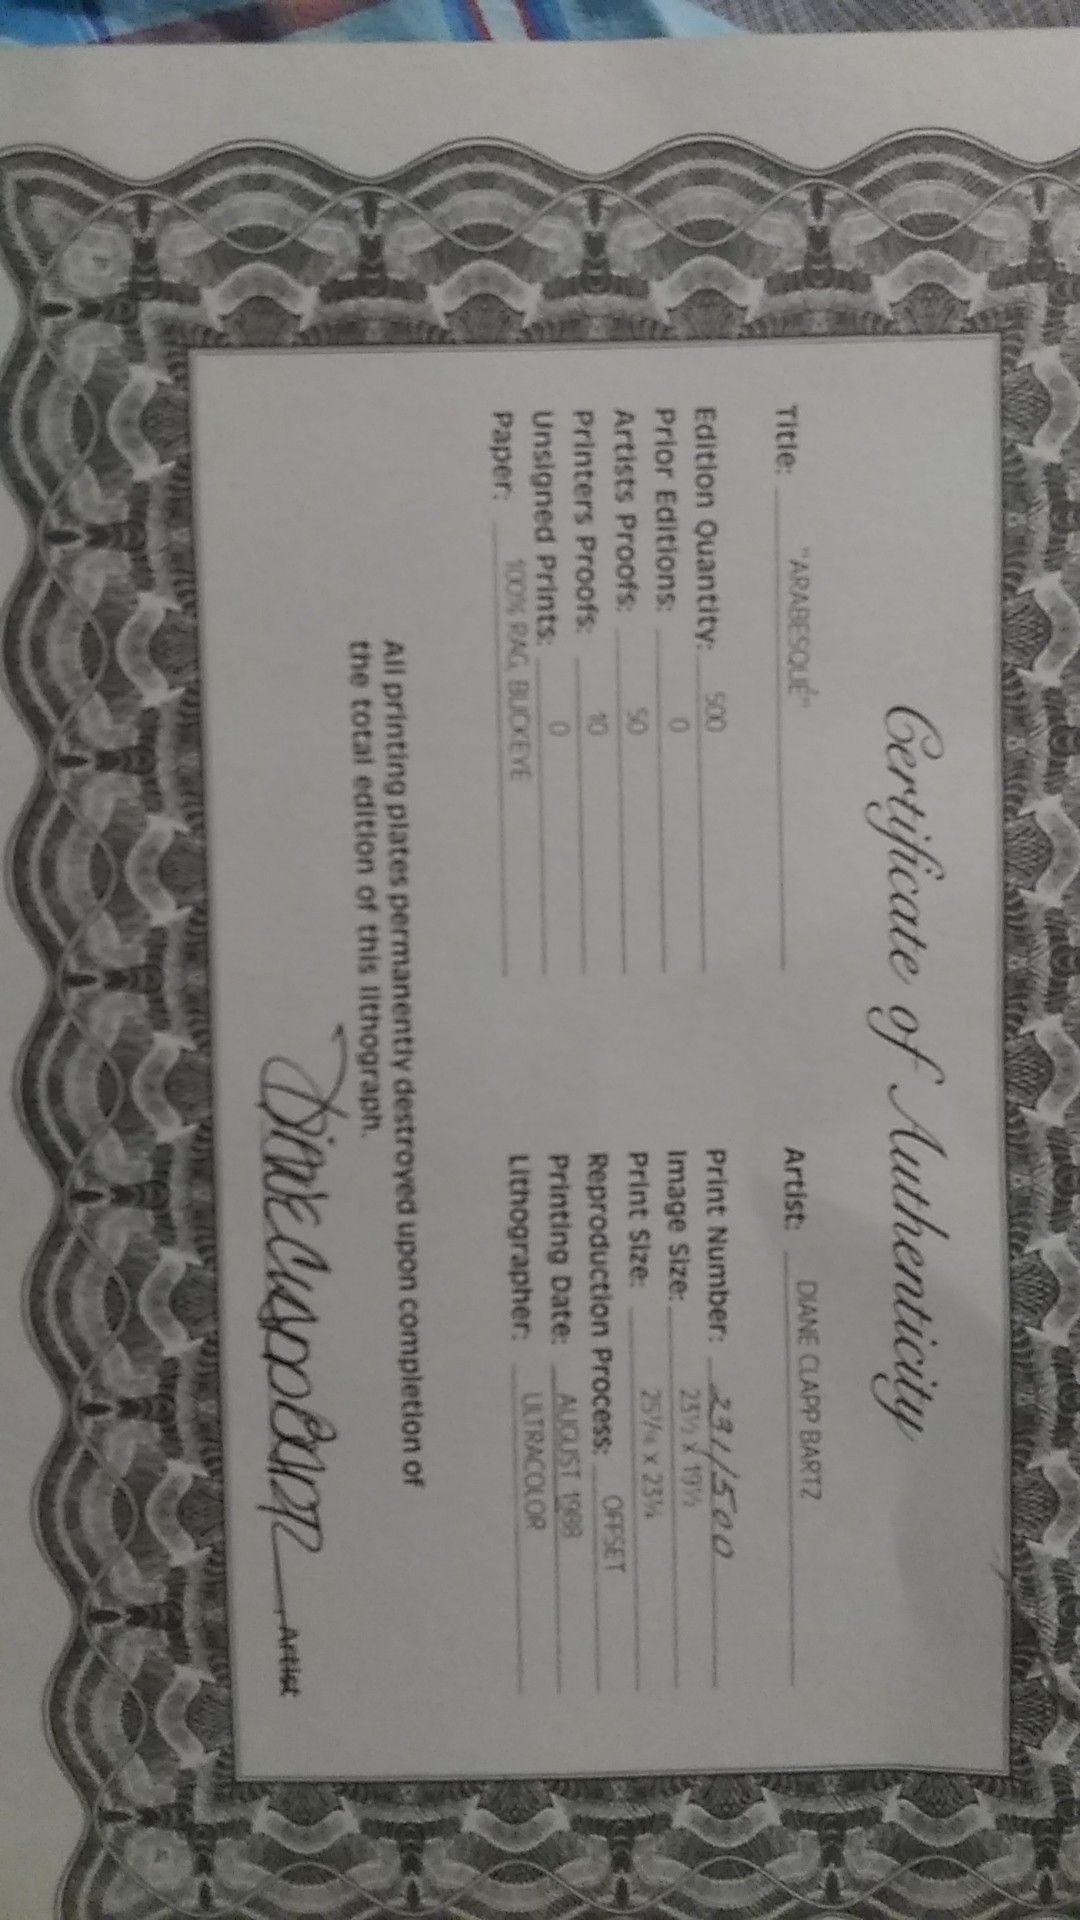 Certificate of Authenticity
Title: "ARABESQUE"
Artist: DIANE CLAPP BARTZ
Edition Quantity: 500
Prior Editions: 0
Artists Proofs: 50
Printers Proofs: 10
Unsigned Prints: 0
Paper: 100% RAG, BUCKEYE
Print Number: 231/500
Image Size: 23½ x 19½
Print Size: 25¼ x 23¼
Reproduction Process: OFFSET
Printing Date: AUGUST 1988
Lithographer: ULTRACOLOR
All printing plates permanently destroyed upon completion of
the total edition of this lithograph.
, Artist